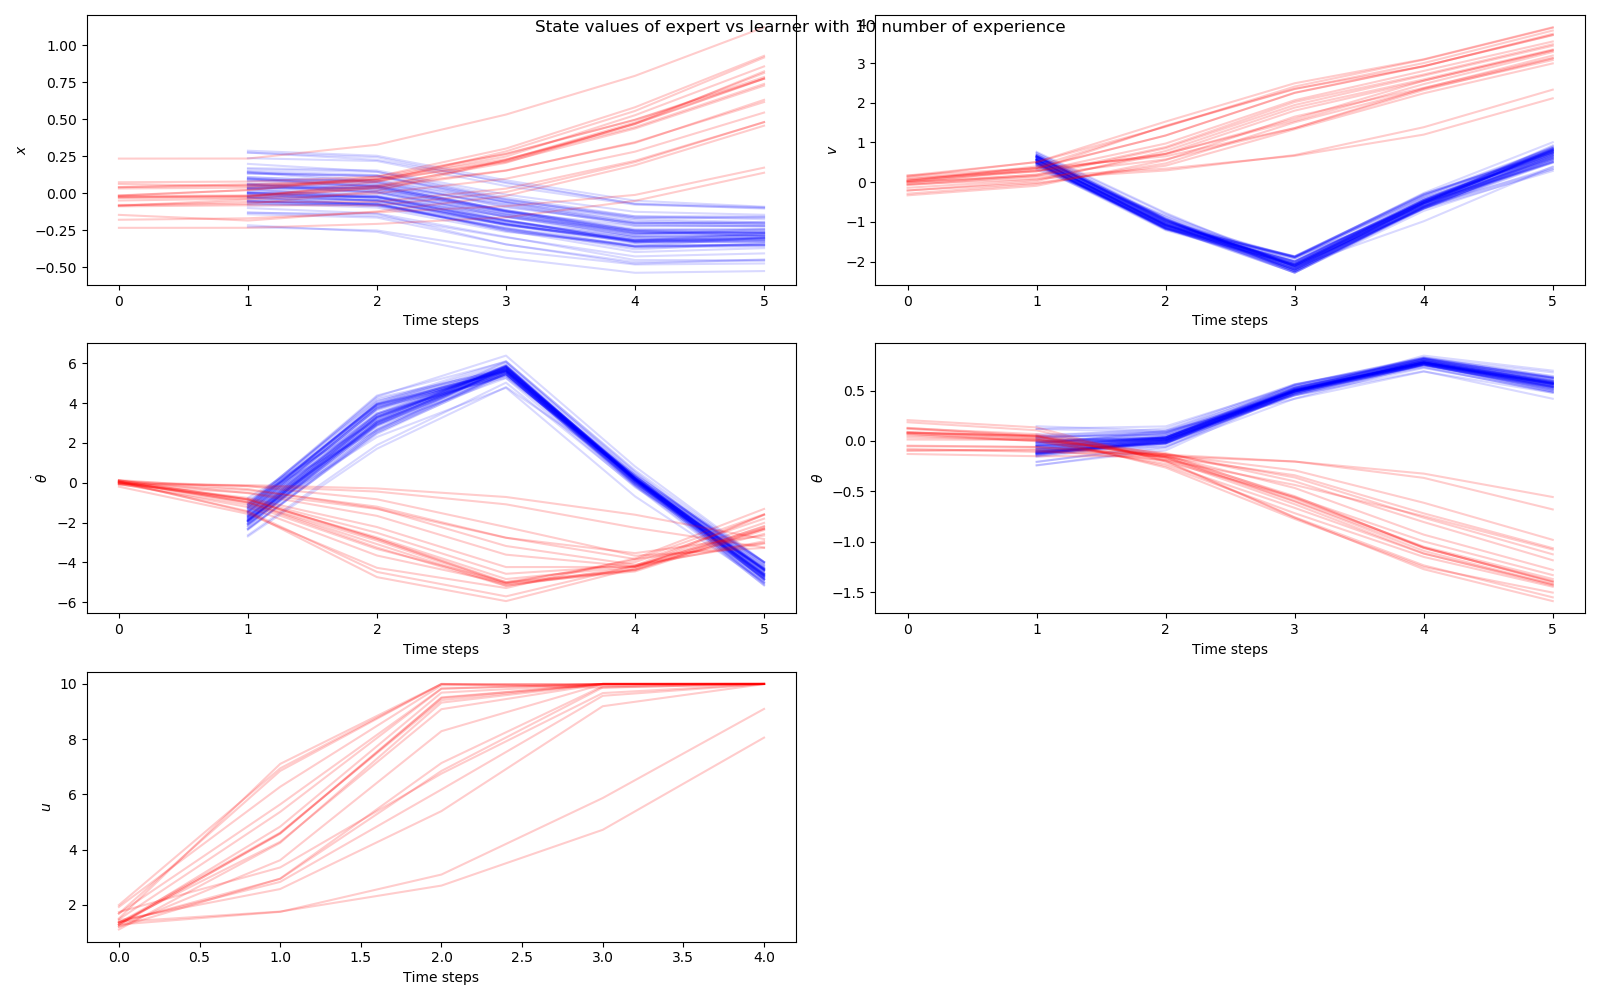 State values of expert vs learner with 10 number of experience
1.00
0.75
0.50
0.25
0.00
−0.25
−0.50
x
0 1 2 3 4 5
Time steps
4
3
2
1
0
−1
−2
v
0 1 2 3 4 5
Time steps
6
4
2
0
−2
−4
−6
θ̇
0 1 2 3 4 5
Time steps
0.5
0.0
−0.5
−1.0
−1.5
θ
0 1 2 3 4 5
Time steps
10
8
6
4
2
u
0.0 0.5 1.0 1.5 2.0 2.5 3.0 3.5 4.0
Time steps